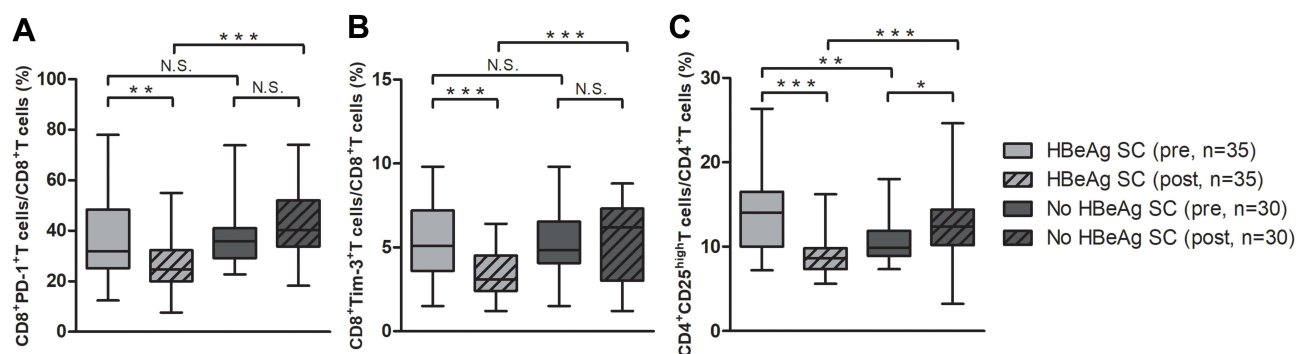 A
CD8⁺PD-1⁺T cells/CD8⁺T cells (%)
100
80
60
40
20
0
* * *
N.S.
* *
N.S.
B
CD8⁺Tim-3⁺T cells/CD8⁺T cells (%)
15
10
5
0
* * *
N.S.
* * *
N.S.
C
CD4⁺CD25ʰⁱᵍʰT cells/CD4⁺T cells (%)
30
20
10
0
* * *
* *
* * *
*
HBeAg SC (pre, n=35)
HBeAg SC (post, n=35)
No HBeAg SC (pre, n=30)
No HBeAg SC (post, n=30)